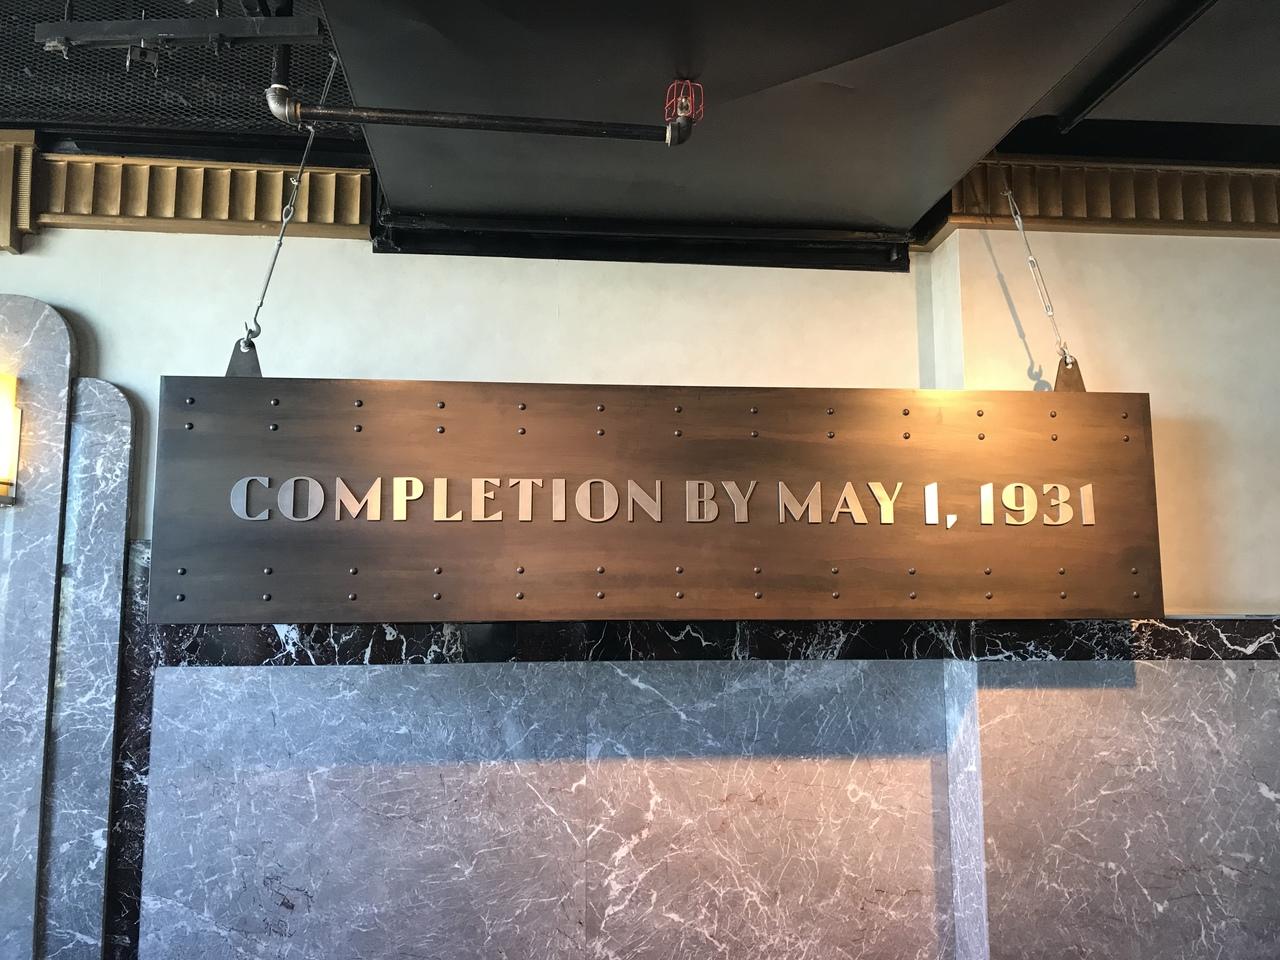 COMPLETION BY MAY 1, 1931